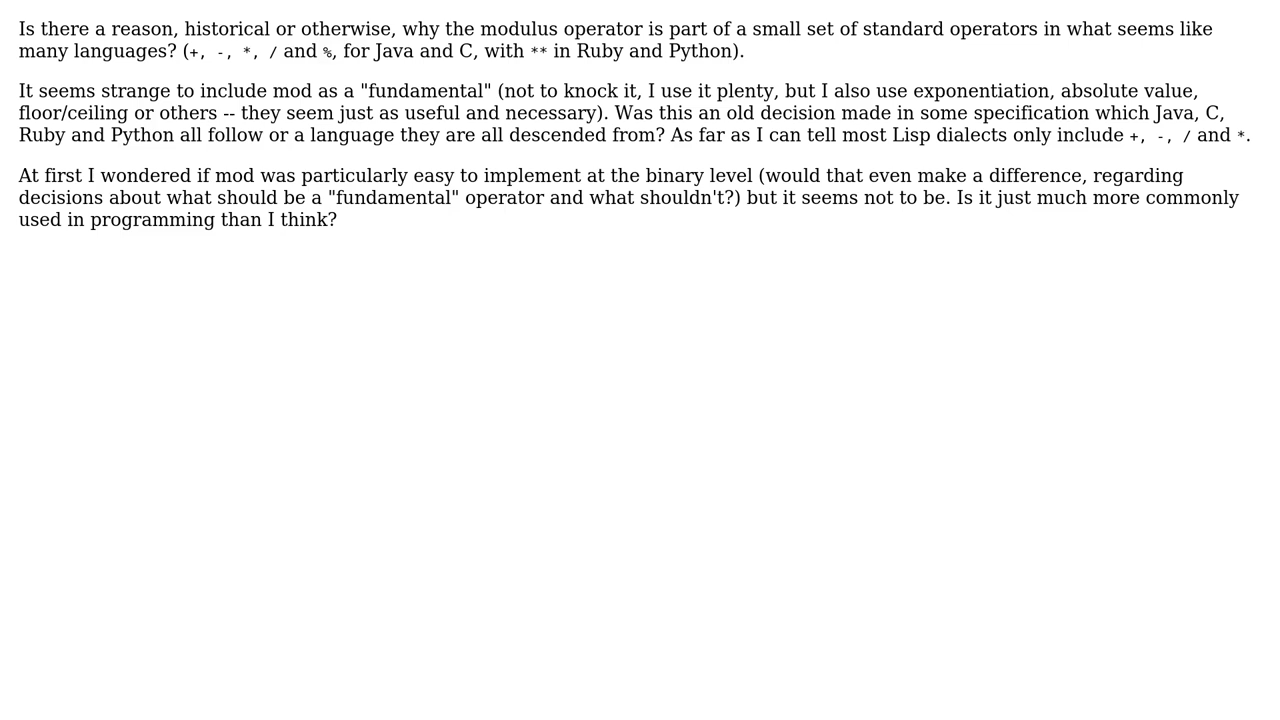 Is there a reason, historical or otherwise, why the modulus operator is part of a small set of standard operators in what seems like
many languages? (+, -, *, / and %, for Java and C, with ** in Ruby and Python).
It seems strange to include mod as a "fundamental" (not to knock it, I use it plenty, but I also use exponentiation, absolute value,
floor/ceiling or others -- they seem just as useful and necessary). Was this an old decision made in some specification which Java, C,
Ruby and Python all follow or a language they are all descended from? As far as I can tell most Lisp dialects only include +, -, / and *.
At first I wondered if mod was particularly easy to implement at the binary level (would that even make a difference, regarding
decisions about what should be a "fundamental" operator and what shouldn't?) but it seems not to be. Is it just much more commonly
used in programming than I think?